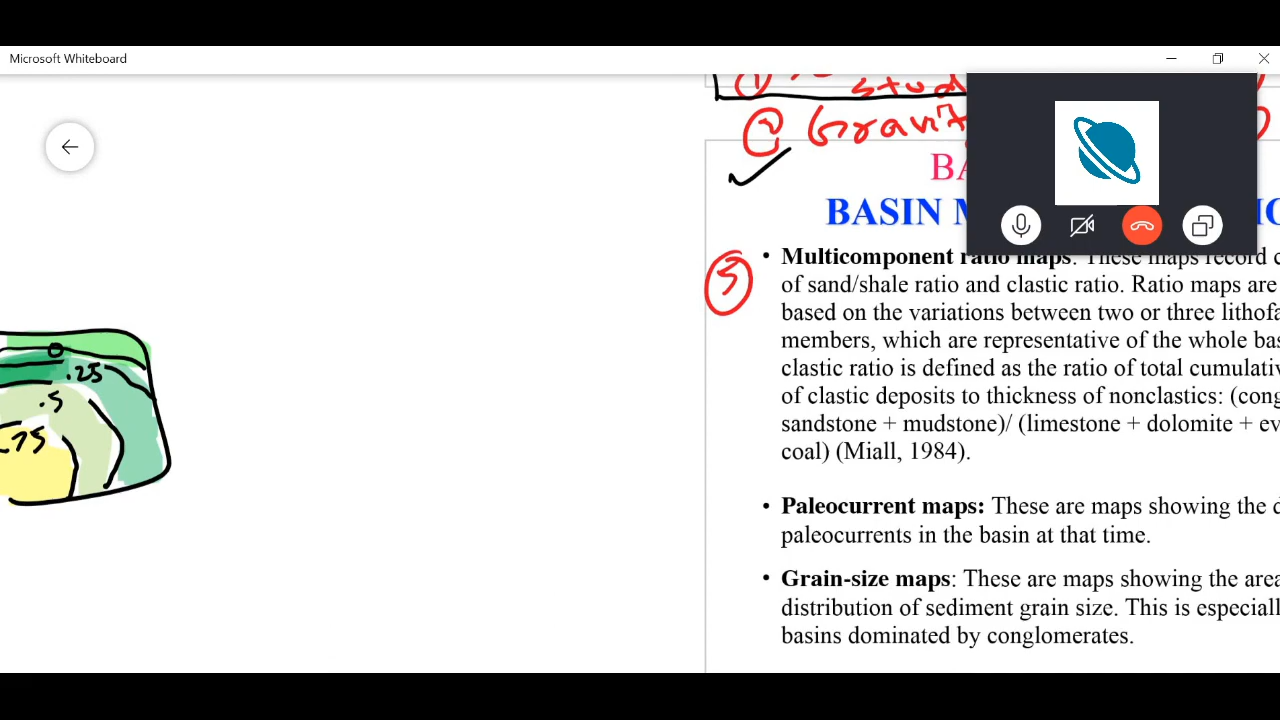 Microsoft Whiteboard
①
stud
② Gravit
BA
BASIN M
5
• Multicomponent ratio maps: These maps record c
of sand/shale ratio and clastic ratio. Ratio maps are
based on the variations between two or three lithofa
members, which are representative of the whole bas
clastic ratio is defined as the ratio of total cumulativ
of clastic deposits to thickness of nonclastics: (cong
sandstone + mudstone)/ (limestone + dolomite + ev
coal) (Miall, 1984).
• Paleocurrent maps: These are maps showing the d
paleocurrents in the basin at that time.
• Grain-size maps: These are maps showing the area
distribution of sediment grain size. This is especiall
basins dominated by conglomerates.
0
.25
.5
.75